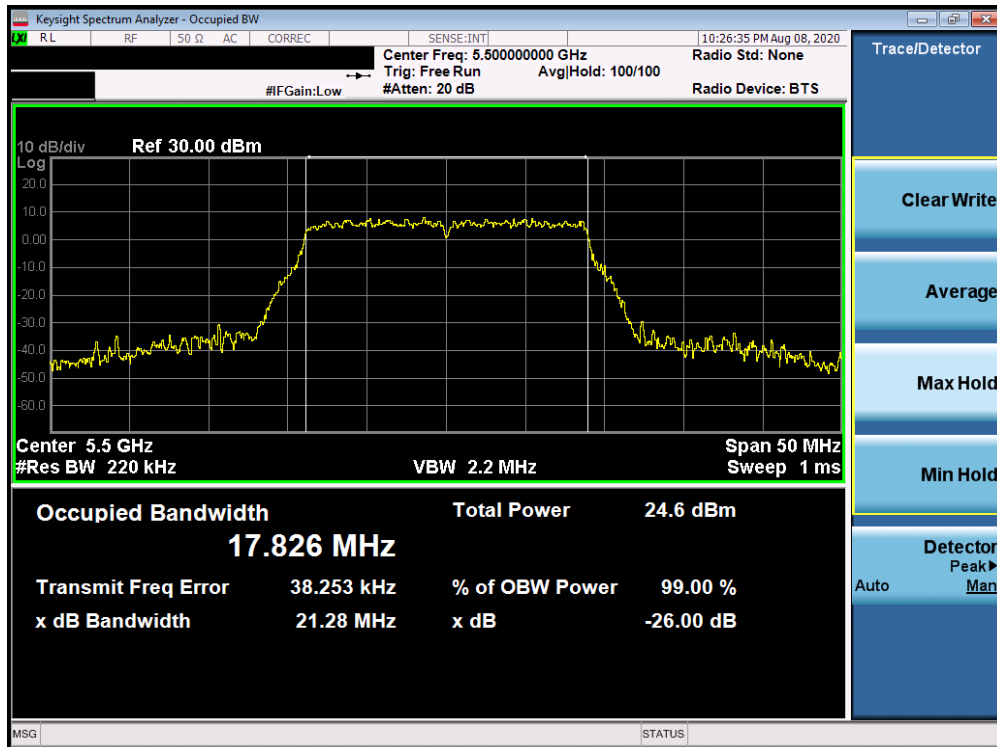 Keysight Spectrum Analyzer - Occupied BW
LXI RL RF 50 Ω AC CORREC SENSE:INT 10:26:35 PM Aug 08, 2020
Center Freq: 5.500000000 GHz Radio Std: None
Trig: Free Run Avg|Hold: 100/100
#IFGain:Low #Atten: 20 dB Radio Device: BTS
10 dB/div Ref 30.00 dBm
Log
20.0
10.0
0.00
-10.0
-20.0
-30.0
-40.0
-50.0
-60.0
Center 5.5 GHz Span 50 MHz
#Res BW 220 kHz VBW 2.2 MHz Sweep 1 ms
Occupied Bandwidth Total Power 24.6 dBm
17.826 MHz
Transmit Freq Error 38.253 kHz % of OBW Power 99.00 %
x dB Bandwidth 21.28 MHz x dB -26.00 dB
MSG STATUS
Trace/Detector
Clear Write
Average
Max Hold
Min Hold
Detector
Peak▶
Auto Man